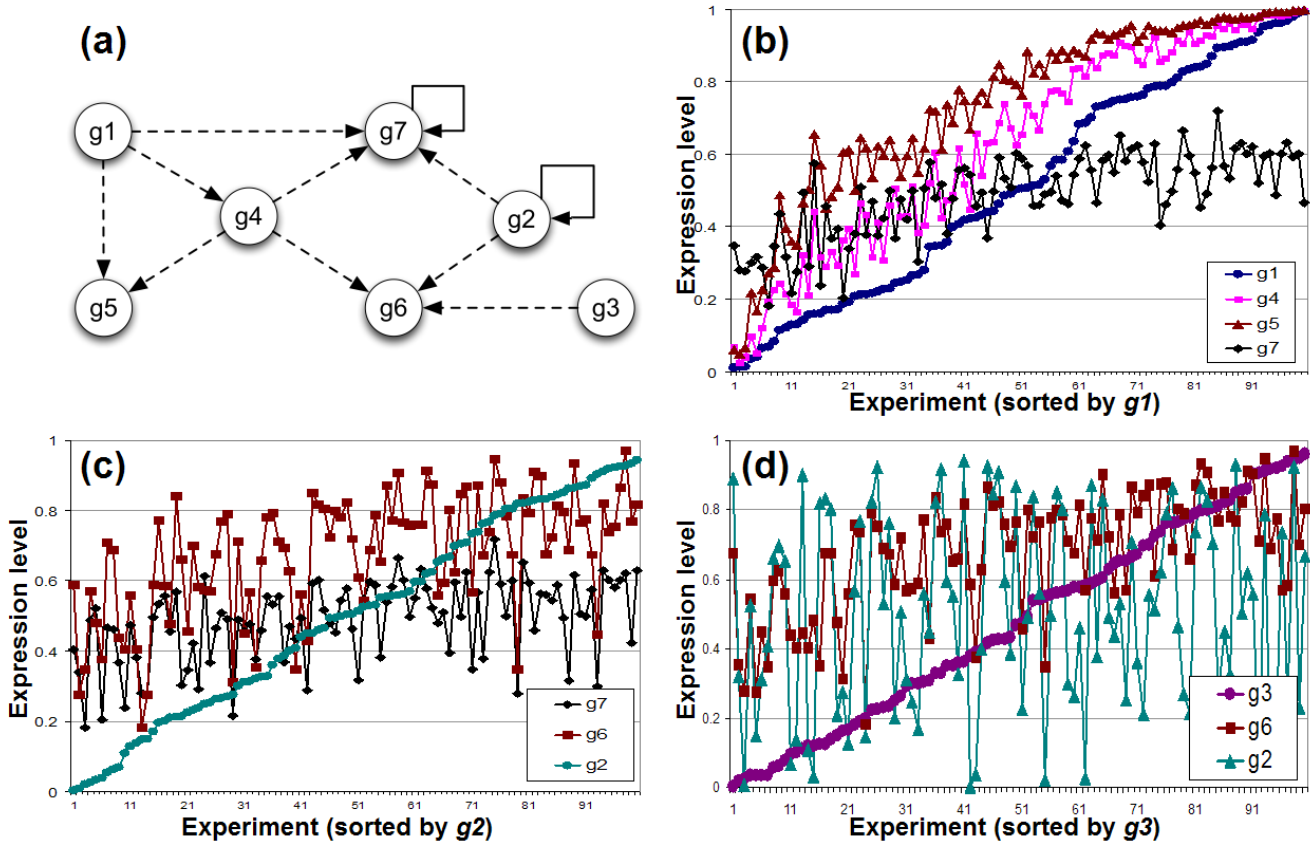 (a)
g1
g7
g4
g2
g5
g6
g3
(b)
Expression level
1
0.8
0.6
0.4
0.2
0
1 11 21 31 41 51 61 71 81 91
g1
g4
g5
g7
Experiment (sorted by g1)
(c)
Expression level
1
0.8
0.6
0.4
0.2
0
1 11 21 31 41 51 61 71 81 91
g7
g6
g2
Experiment (sorted by g2)
(d)
Expression level
1
0.8
0.6
0.4
0.2
0
1 11 21 31 41 51 61 71 81 91
g3
g6
g2
Experiment (sorted by g3)